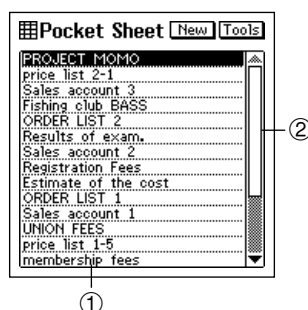 Pocket Sheet New Tools
PROJECT MOMO
price list 2-1
Sales account 3
Fishing club BASS
ORDER LIST 2
Results of exam.
Sales account 2
Registration Fees
Estimate of the cost
ORDER LIST 1
Sales account 1
UNION FEES
price list 1-5
membership fees
②
①